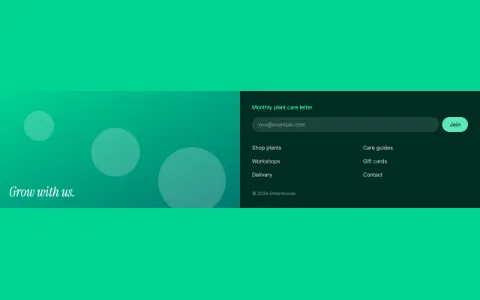 Grow with us.
Monthly plant care letter
you@example.com
Join
Shop plants
Care guides
Workshops
Gift cards
Delivery
Contact